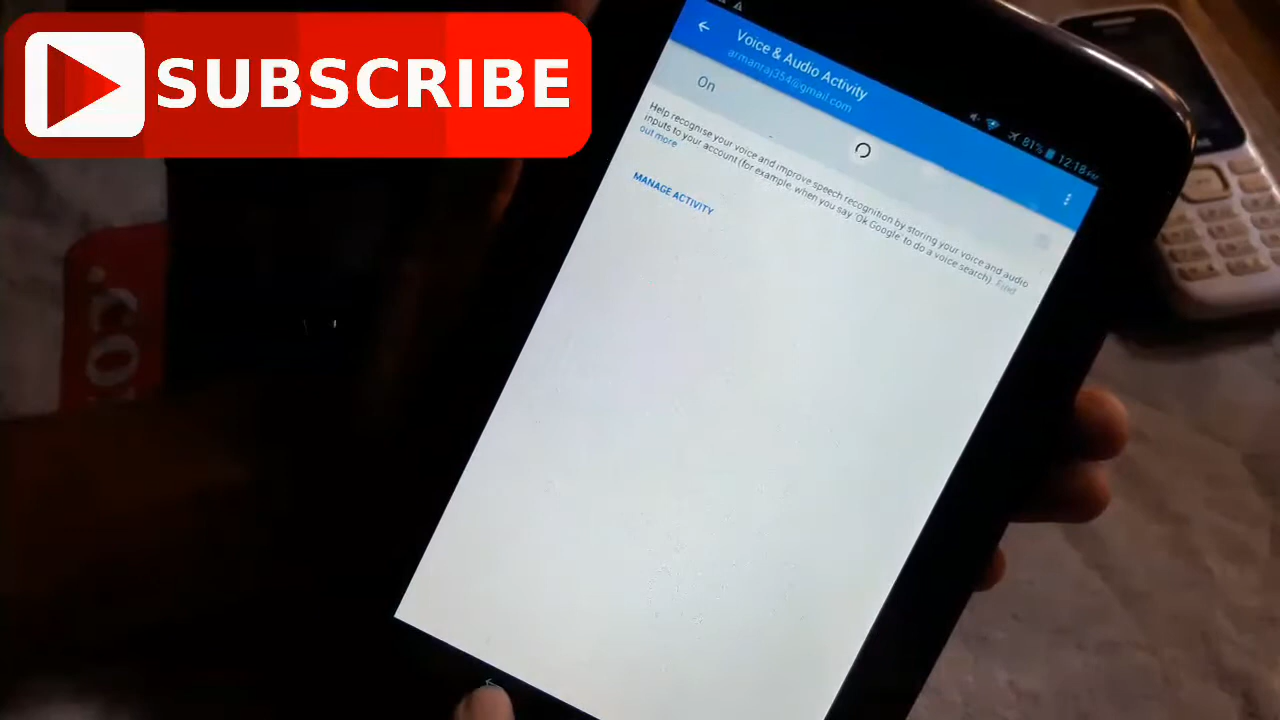 SUBSCRIBE
Voice & Audio Activity
armanraj354@gmail.com
81% 12:18
On
Help recognise your voice and improve speech recognition by storing your voice and audio
inputs to your account (for example, when you say 'Ok Google' to do a voice search). Find
out more
MANAGE ACTIVITY
.co